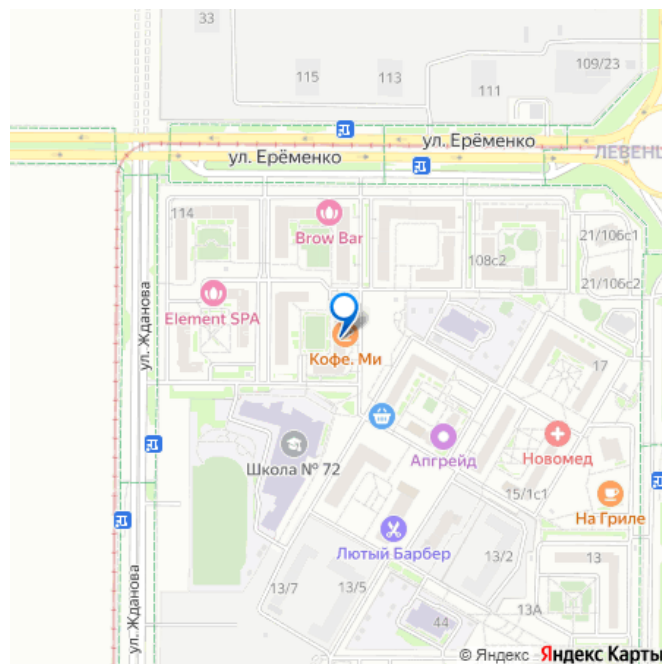 33
115
113
111
109/23
ул. Ерёменко
ул. Ерёменко
114
Brow Bar
108с2
21/106с1
21/106с2
Element SPA
ул. Жданова
Кофе. Ми
17
Школа № 72
Апгрейд
Новомед
15/1с1
На Гриле
Лютый Барбер
13/2
13
13/7
13/5
13А
44
ул. Жданова
© Яндекс Яндекс Карты